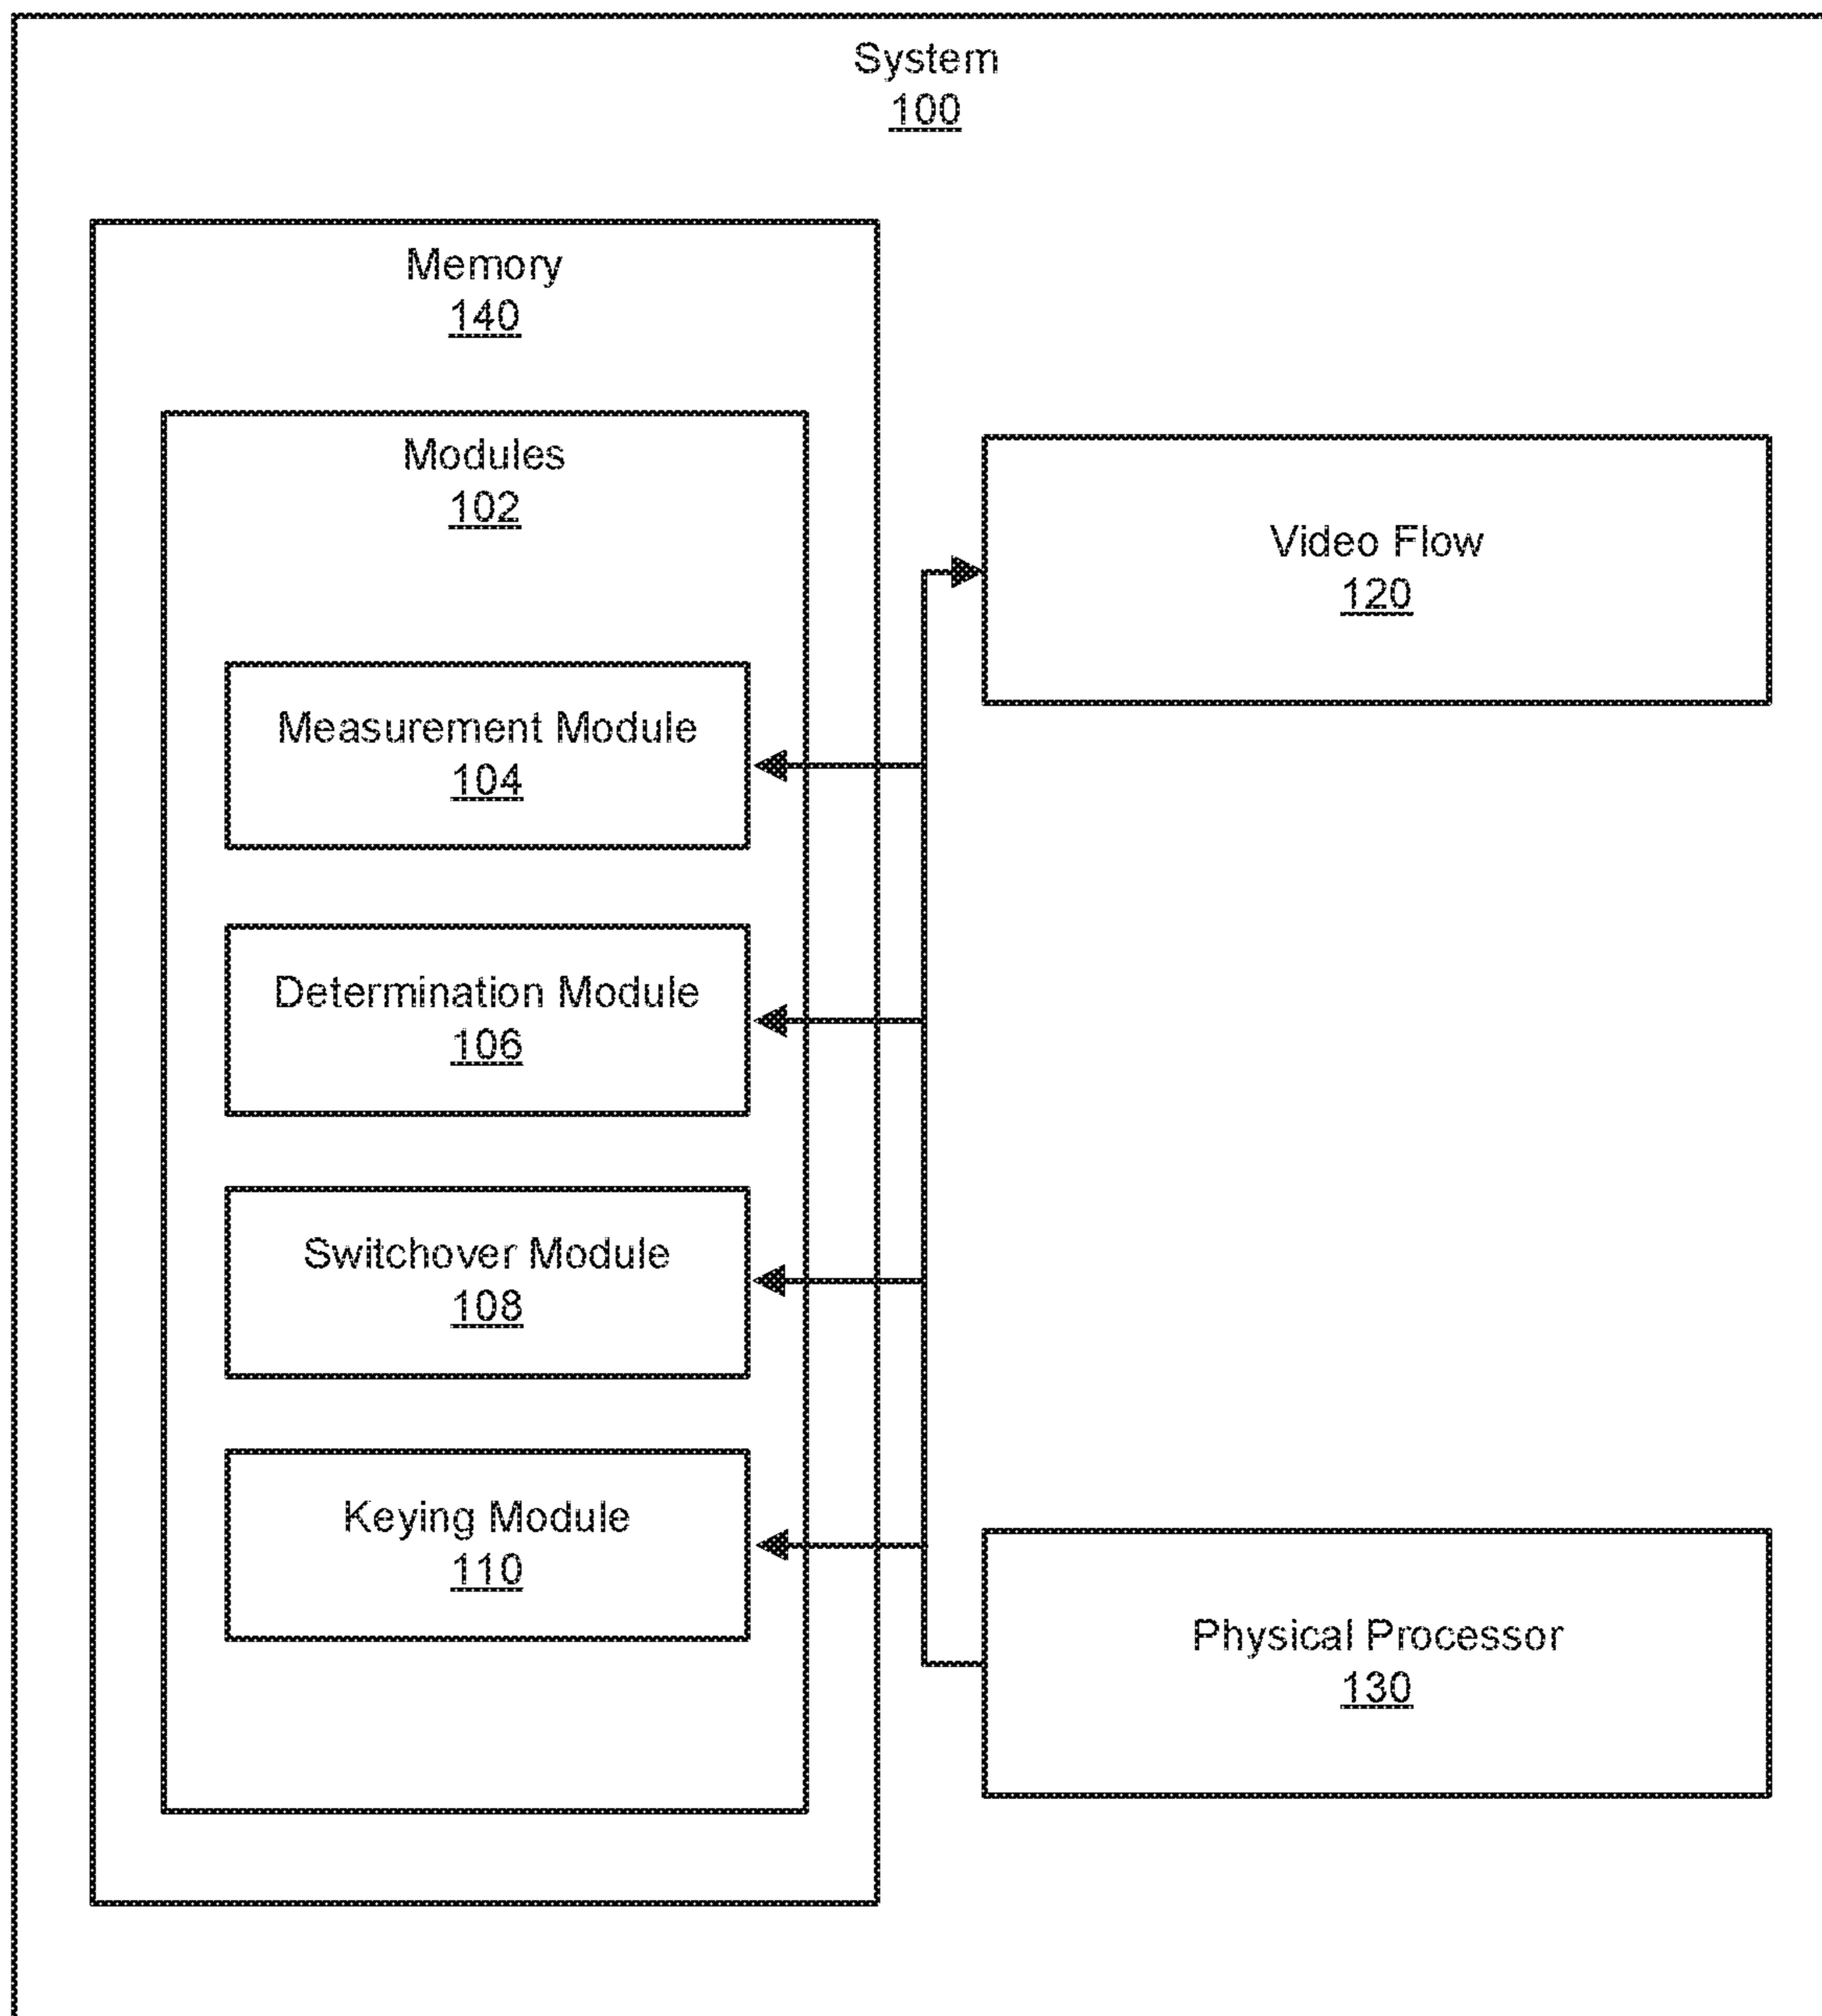 System
100
Memory
140
Modules
102
Measurement Module
104
Determination Module
106
Switchover Module
108
Keying Module
110
Video Flow
120
Physical Processor
130